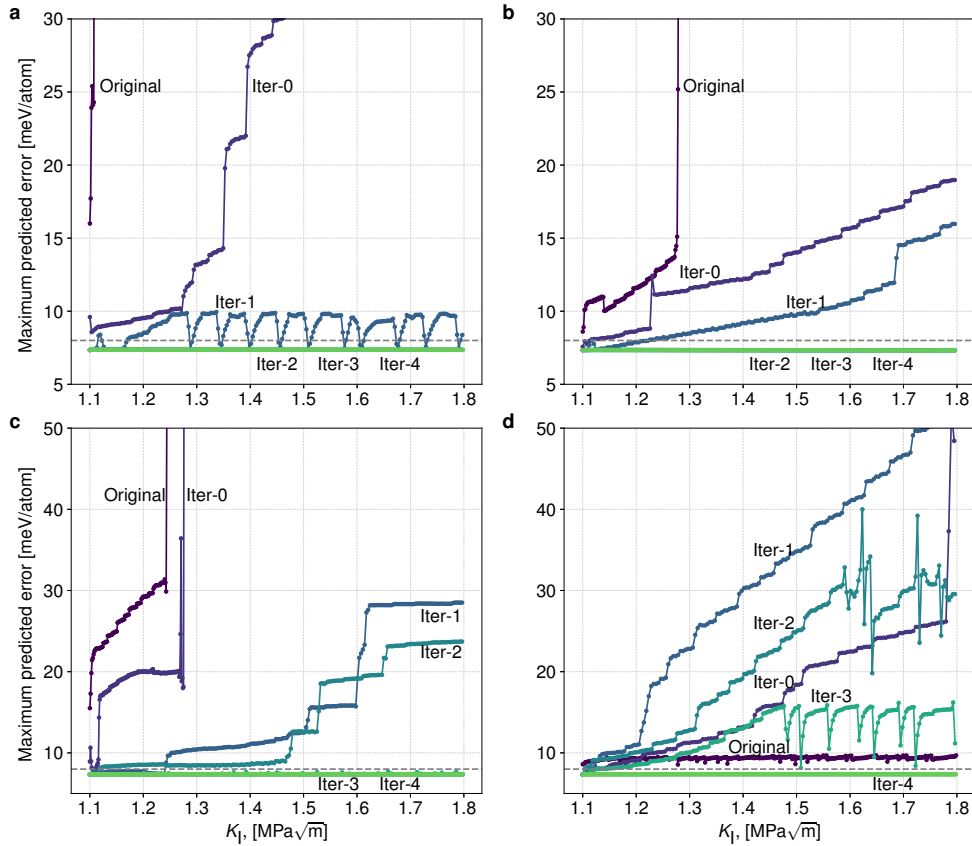 a
b
30
25
20
15
10
5
Maximum predicted error [meV/atom]
Original
Iter-0
Iter-1
Iter-2
Iter-3
Iter-4
1.1 1.2 1.3 1.4 1.5 1.6 1.7 1.8
30
25
20
15
10
5
Original
Iter-0
Iter-1
Iter-2
Iter-3
Iter-4
1.1 1.2 1.3 1.4 1.5 1.6 1.7 1.8
c
d
50
40
30
20
10
Maximum predicted error [meV/atom]
Original
Iter-0
Iter-1
Iter-2
Iter-3
Iter-4
1.1 1.2 1.3 1.4 1.5 1.6 1.7 1.8
K_I, [MPa√m]
50
40
30
20
10
Iter-1
Iter-2
Iter-0
Iter-3
Original
Iter-4
1.1 1.2 1.3 1.4 1.5 1.6 1.7 1.8
K_I, [MPa√m]